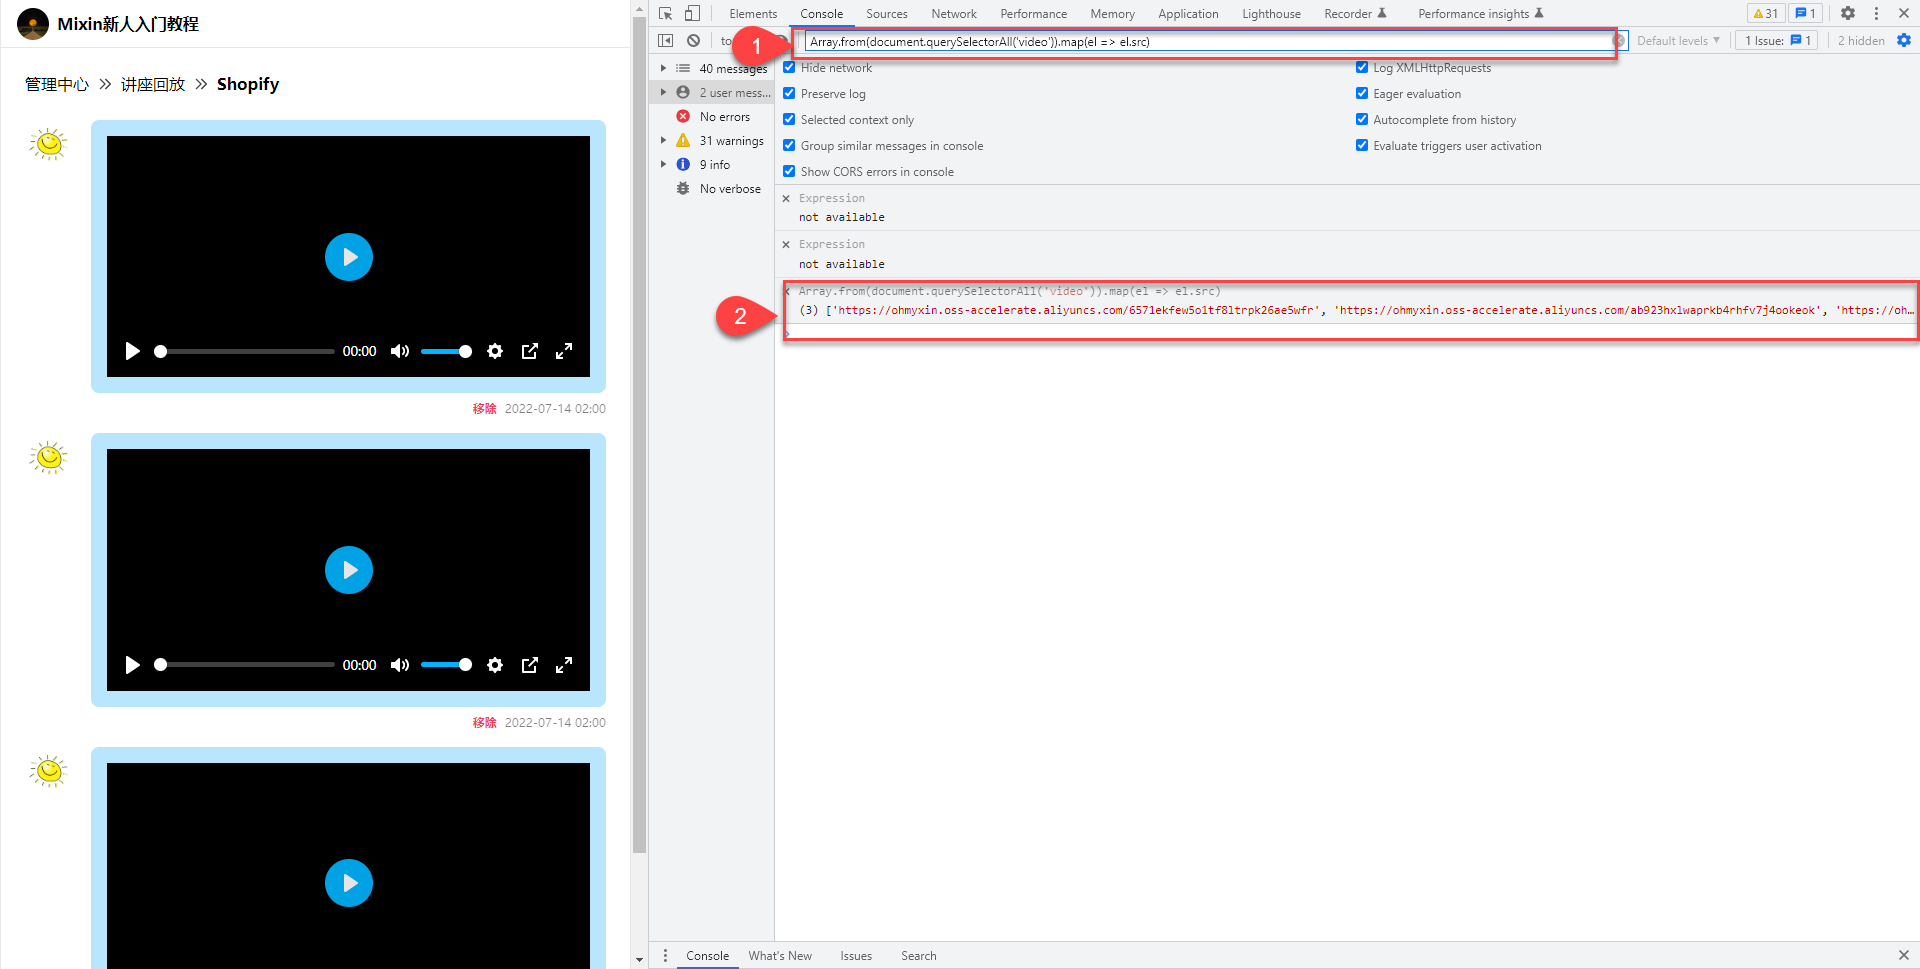 Mixin新人入门教程
管理中心 >> 讲座回放 >> Shopify
00:00
移除 2022-07-14 02:00
00:00
移除 2022-07-14 02:00
Elements Console Sources Network Performance Memory Application Lighthouse Recorder Performance insights 31 1
1
to
Array.from(document.querySelectorAll('video')).map(el => el.src)
Default levels ▼ 1 Issue: 1 2 hidden
40 messages
2 user mess...
No errors
31 warnings
9 info
No verbose
Hide network
Log XMLHttpRequests
Preserve log
Eager evaluation
Selected context only
Autocomplete from history
Group similar messages in console
Evaluate triggers user activation
Show CORS errors in console
Expression
not available
Expression
not available
2
Array.from(document.querySelectorAll('video')).map(el => el.src)
(3) ['https://ohmyxin.oss-accelerate.aliyuncs.com/6571ekfew5o1tf8ltrpk26ae5wfr', 'https://ohmyxin.oss-accelerate.aliyuncs.com/ab923hxlwaprkb4rhfv7j4ookeok', 'https://oh…
Console What's New Issues Search